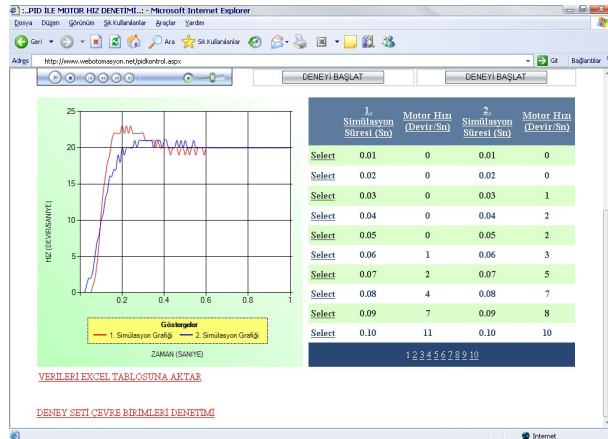 :..PID İLE MOTOR HIZ DENETİMİ..: - Microsoft Internet Explorer
Dosya Düzen Görünüm Sık Kullanılanlar Araçlar Yardım
Geri Ara Sık Kullanılanlar
Adres http://www.webotomasyon.net/pidkontrol.aspx Git Bağlantılar
DENEYİ BAŞLAT DENEYİ BAŞLAT
HIZ (DEVİR/SANİYE)
25
20
15
10
5
0
0.2 0.4 0.6 0.8 1
Göstergeler
1. Simülasyon Grafiği 2. Simülasyon Grafiği
ZAMAN (SANİYE)
1. Simülasyon Süresi (Sn) Motor Hızı (Devir/Sn) 2. Simülasyon Süresi (Sn) Motor Hızı (Devir/Sn)
Select 0.01 0 0.01 0
Select 0.02 0 0.02 0
Select 0.03 0 0.03 1
Select 0.04 0 0.04 2
Select 0.05 0 0.05 2
Select 0.06 1 0.06 3
Select 0.07 2 0.07 5
Select 0.08 4 0.08 7
Select 0.09 7 0.09 8
Select 0.10 11 0.10 10
1 2 3 4 5 6 7 8 9 10
VERİLERİ EXCEL TABLOSUNA AKTAR
DENEY SETİ ÇEVRE BİRİMLERİ DENETİMİ
Internet